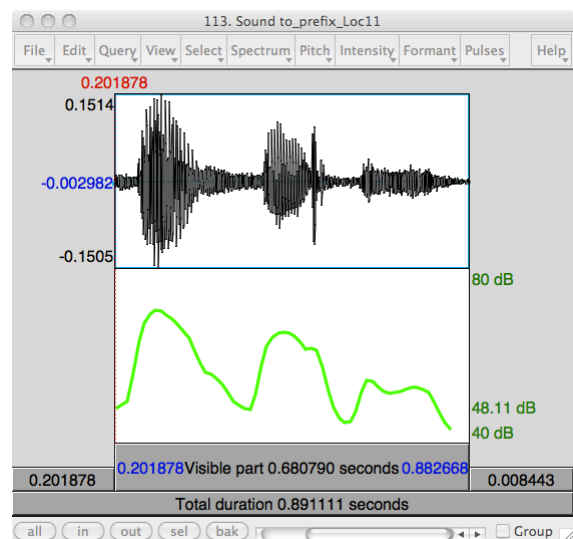 113. Sound to_prefix_Loc11
File Edit Query View Select Spectrum Pitch Intensity Formant Pulses Help
0.201878
0.1514
-0.002982
-0.1505
80 dB
48.11 dB
40 dB
0.201878 0.201878 Visible part 0.680790 seconds 0.882668 0.008443
Total duration 0.891111 seconds
all in out sel bak Group